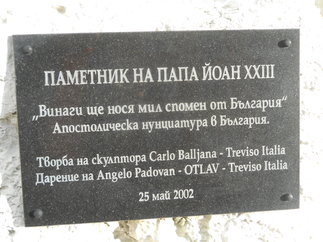 ПАМЕТНИК НА ПАПА ЙОАН XXIII
„Винаги ще нося мил спомен от България“
Апостолическа нунциатура в България.
Творба на скулптора Carlo Balljana - Treviso Italia
Дарение на Angelo Padovan - OTLAV - Treviso Italia
25 май 2002